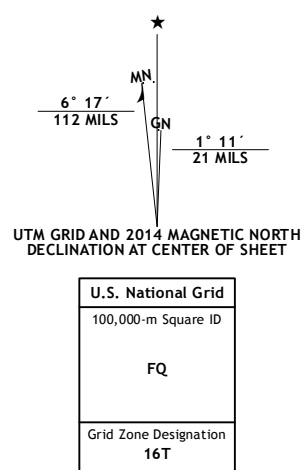 ★
MN
GN
6° 17´
112 MILS
1° 11´
21 MILS
UTM GRID AND 2014 MAGNETIC NORTH
DECLINATION AT CENTER OF SHEET
U.S. National Grid
100,000-m Square ID
FQ
Grid Zone Designation
16T